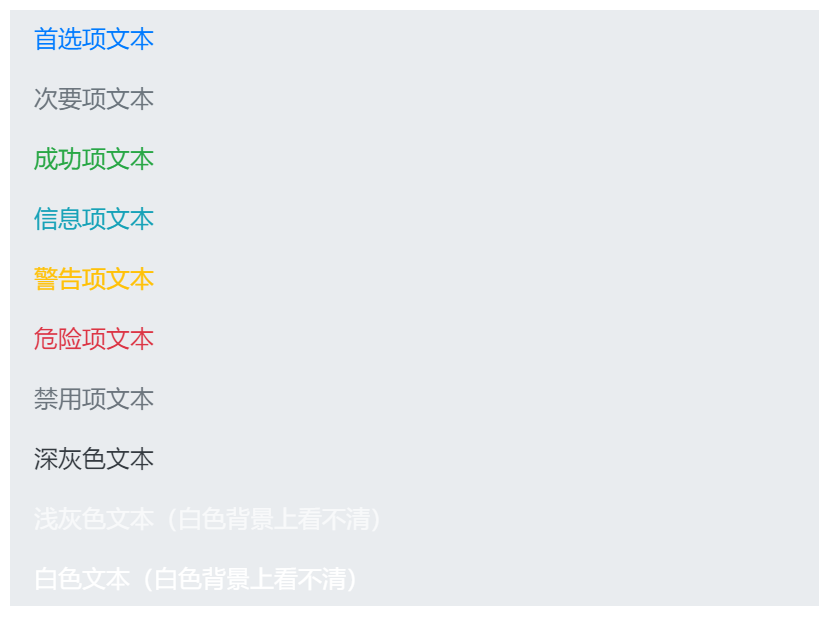 首选项文本
次要项文本
成功项文本
信息项文本
警告项文本
危险项文本
禁用项文本
深灰色文本
浅灰色文本（白色背景上看不清）
白色文本（白色背景上看不清）